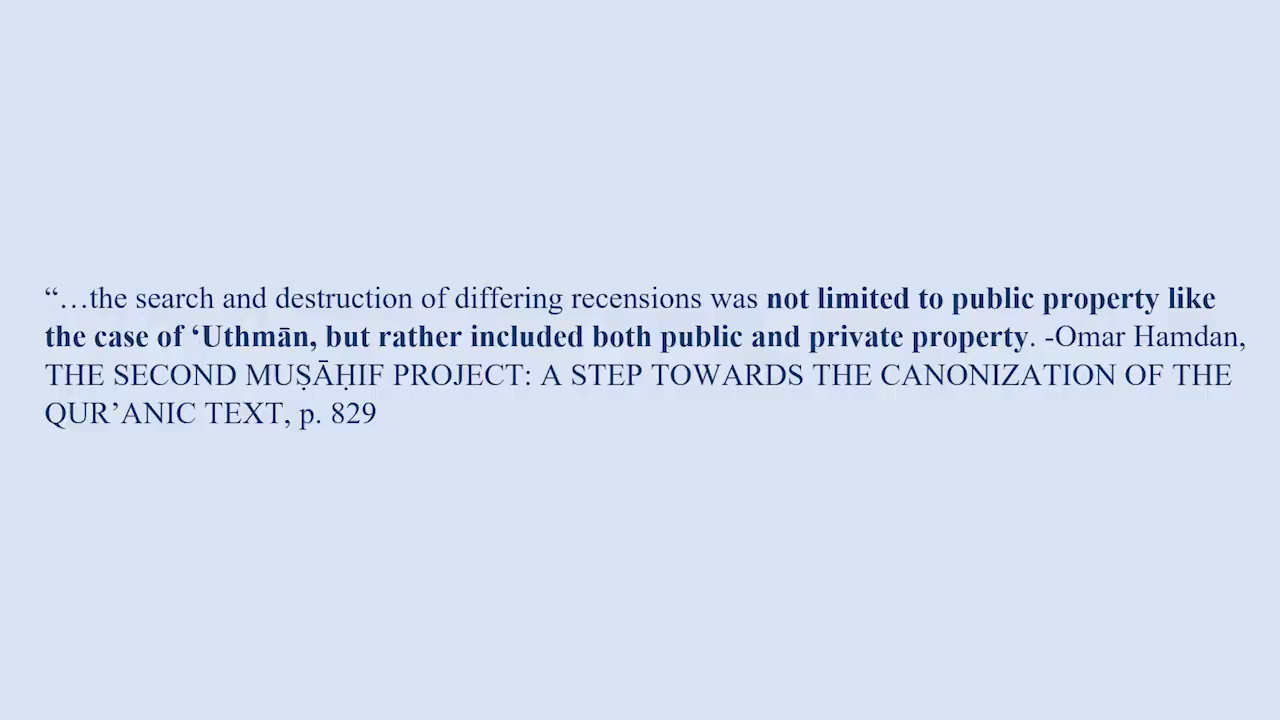 “…the search and destruction of differing recensions was not limited to public property like
the case of ‘Uthmān, but rather included both public and private property. -Omar Hamdan,
THE SECOND MUṢĀḤIF PROJECT: A STEP TOWARDS THE CANONIZATION OF THE
QUR’ANIC TEXT, p. 829